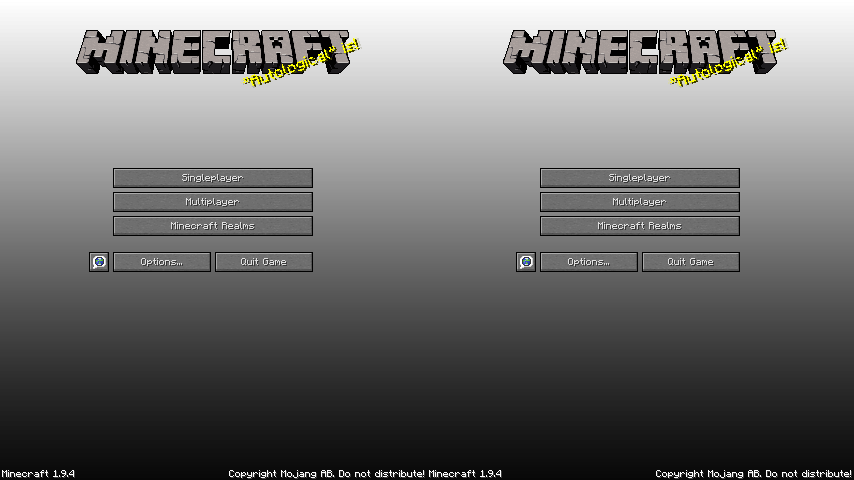 MINECRAFT MINECRAFT
"Autological" is! "Autological" is!
Singleplayer Singleplayer
Multiplayer Multiplayer
Minecraft Realms Minecraft Realms
Options... Quit Game Options... Quit Game
Minecraft 1.9.4 Copyright Mojang AB. Do not distribute! Minecraft 1.9.4 Copyright Mojang AB. Do not distribute!